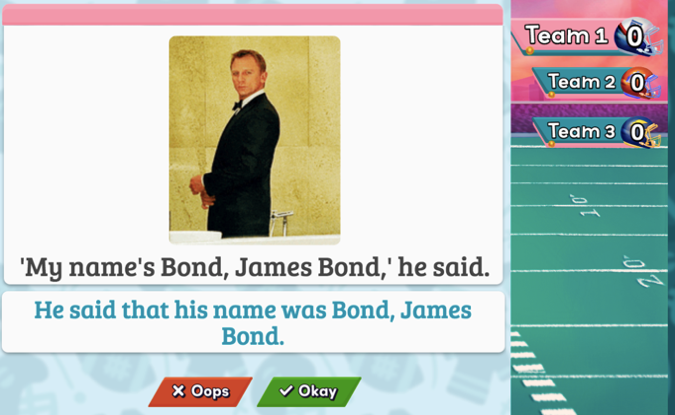 'My name's Bond, James Bond,' he said.
He said that his name was Bond, James
Bond.
✖ Oops
✔ Okay
Team 1 0
Team 2 0
Team 3 0
10
20